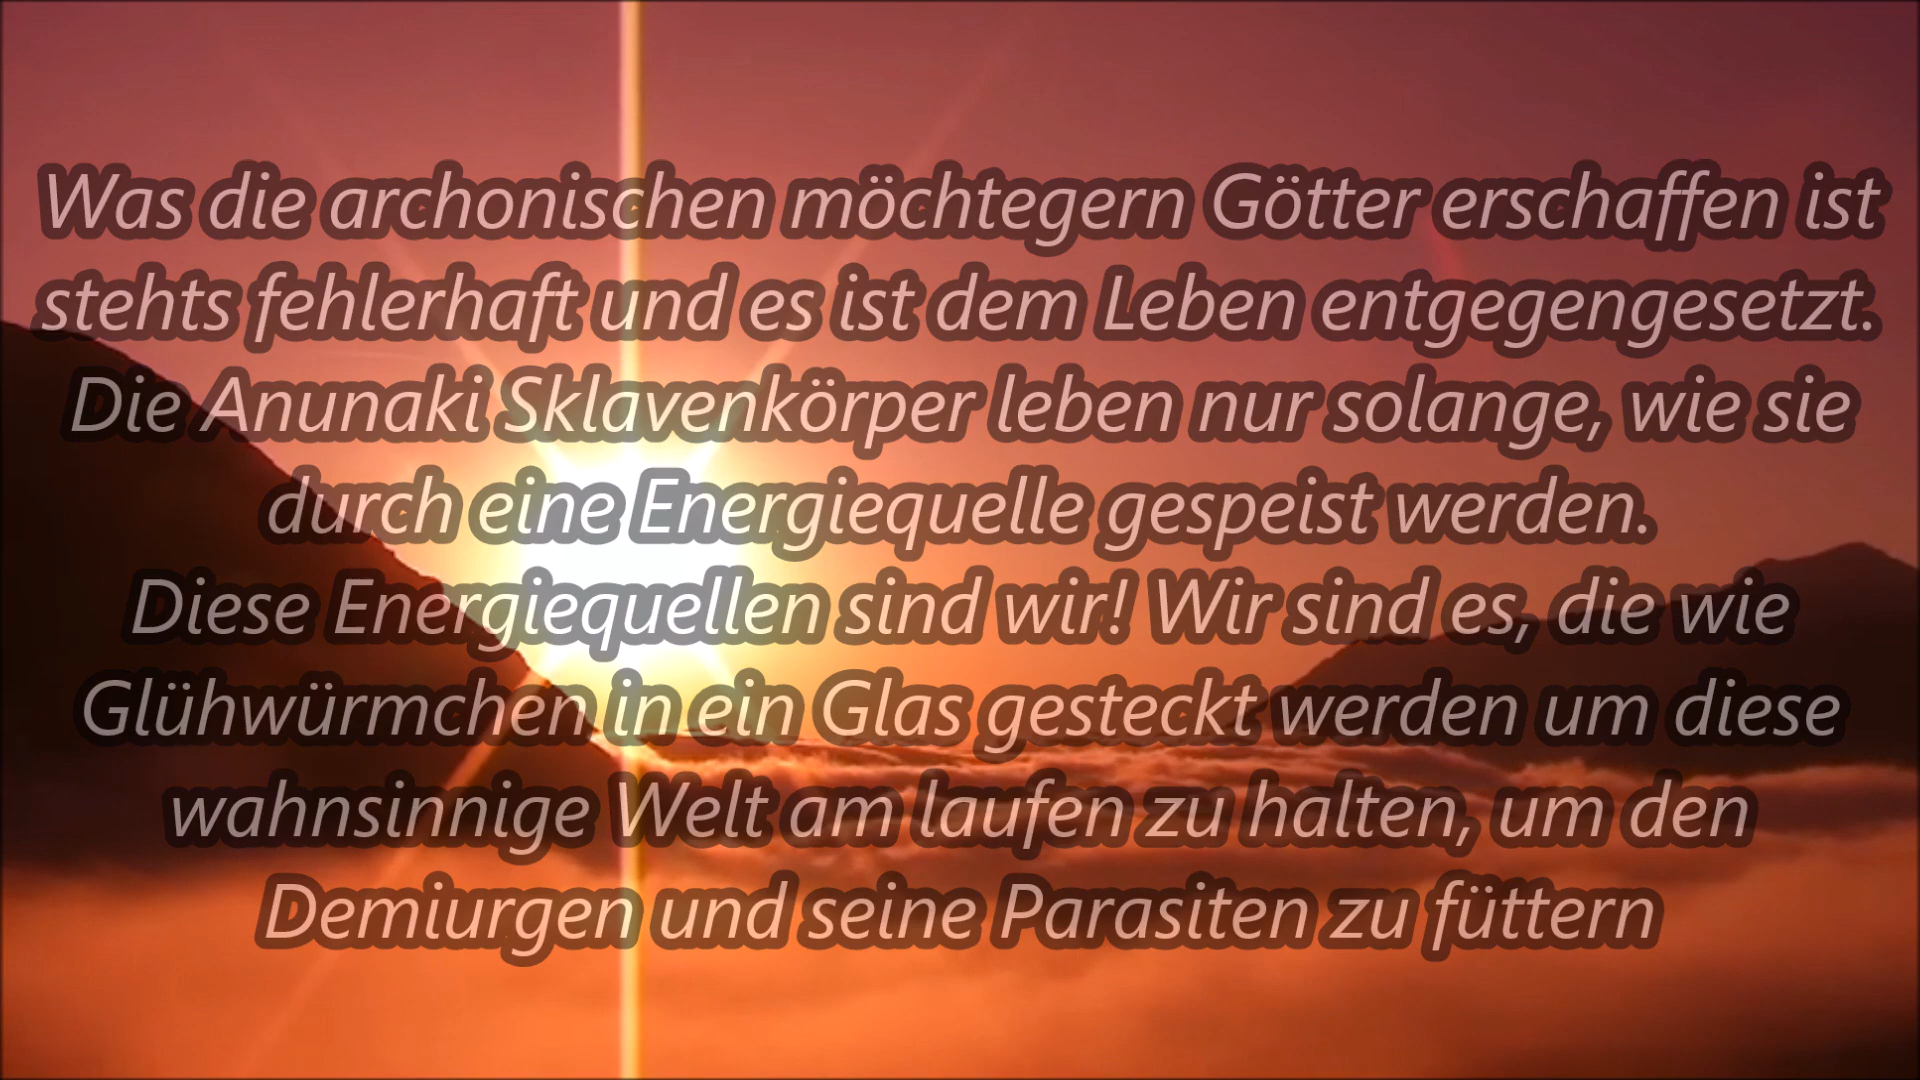 Was die archonischen möchtegern Götter erschaffen ist
stehts fehlerhaft und es ist dem Leben entgegengesetzt.
Die Anunaki Sklavenkörper leben nur solange, wie sie
durch eine Energiequelle gespeist werden.
Diese Energiequellen sind wir! Wir sind es, die wie
Glühwürmchen in ein Glas gesteckt werden um diese
wahnsinnige Welt am laufen zu halten, um den
Demiurgen und seine Parasiten zu füttern